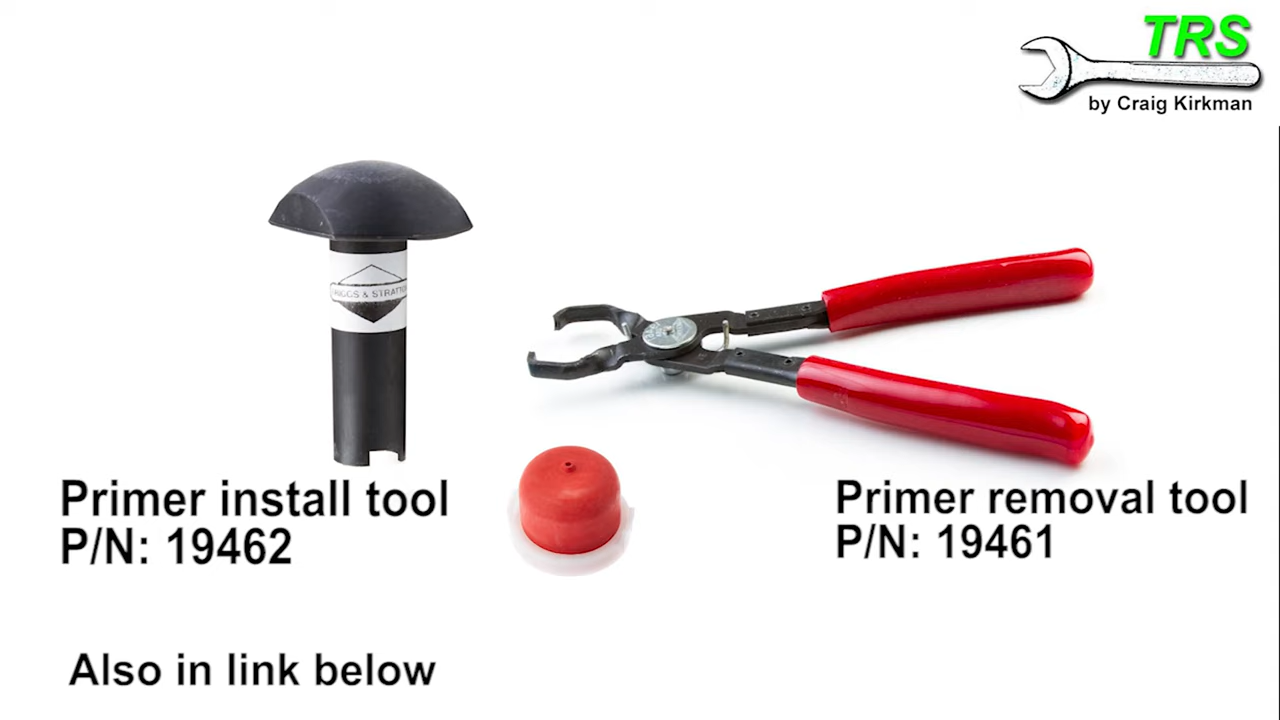 TRS
by Craig Kirkman
Primer install tool
P/N: 19462
Primer removal tool
P/N: 19461
Also in link below